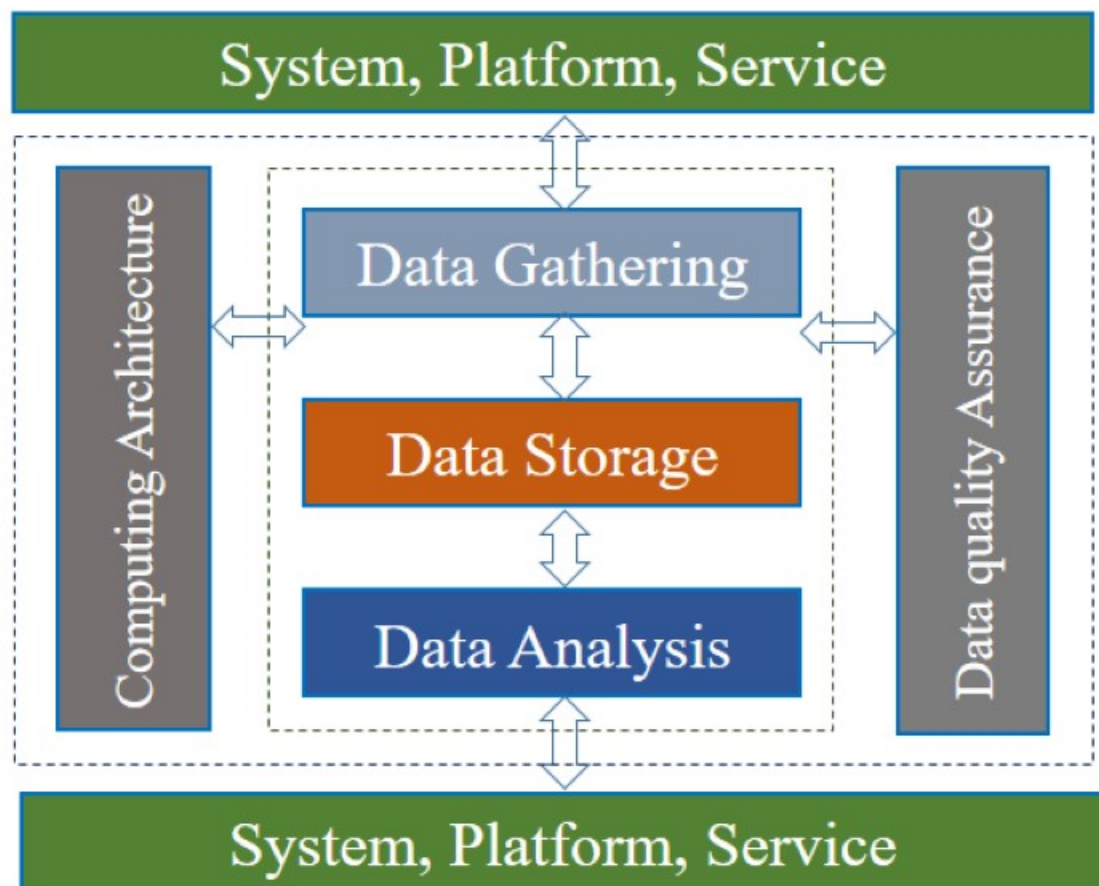 System, Platform, Service
Computing Architecture
Data Gathering
Data Storage
Data Analysis
Data quality Assurance
System, Platform, Service